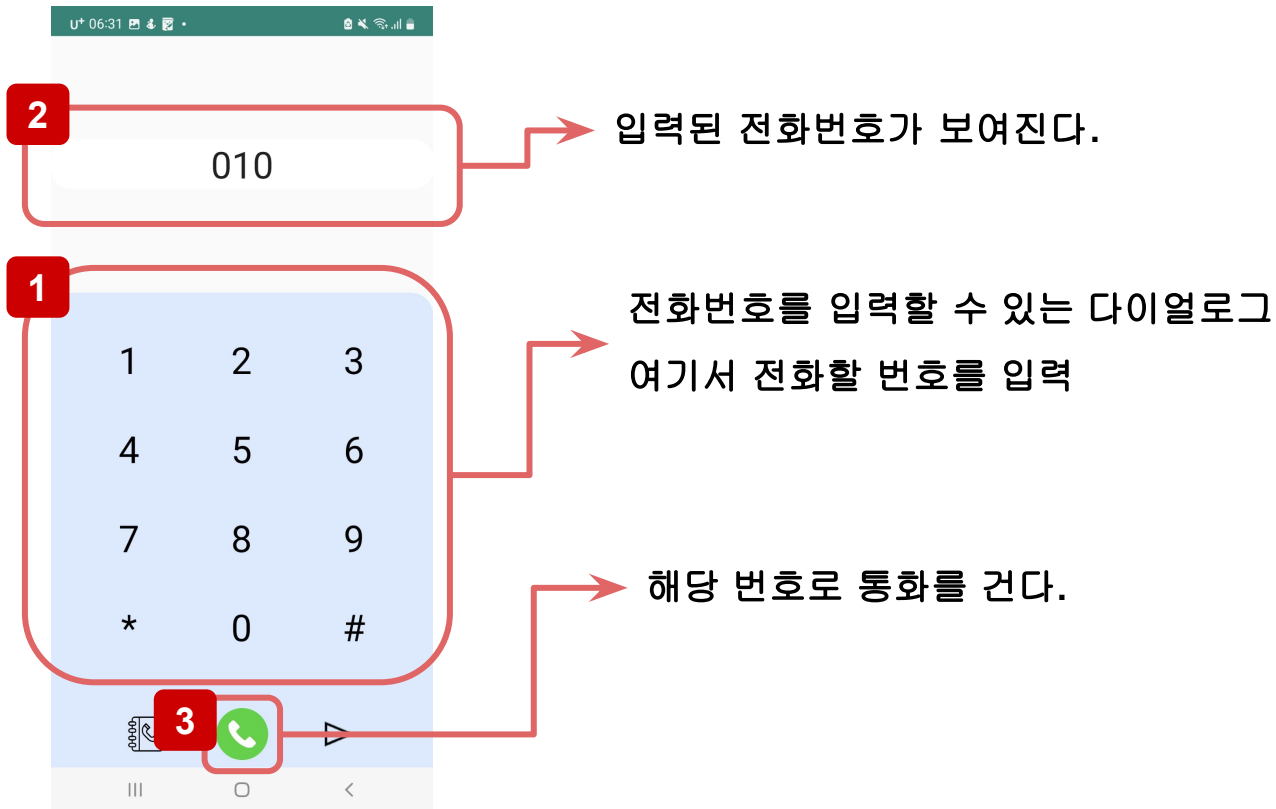 U+ 06:31
2
010
입력된 전화번호가 보여진다.
1
전화번호를 입력할 수 있는 다이얼로그
여기서 전화할 번호를 입력
1 2 3
4 5 6
7 8 9
* 0 #
해당 번호로 통화를 건다.
3